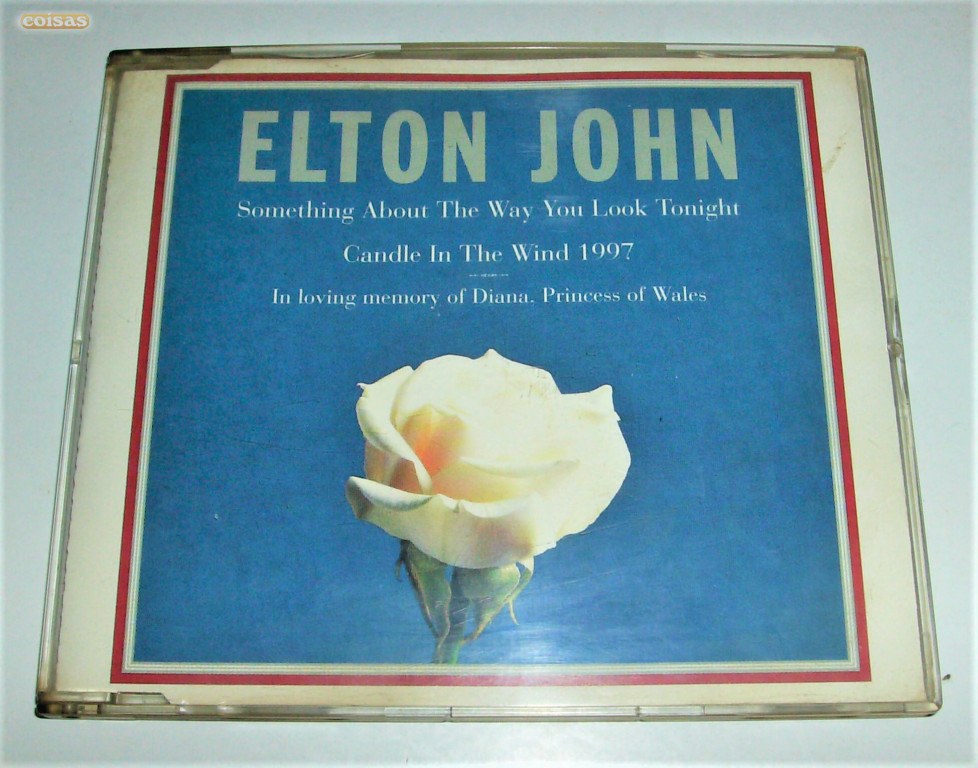 coisas
ELTON JOHN
Something About The Way You Look Tonight
Candle In The Wind 1997
In loving memory of Diana, Princess of Wales